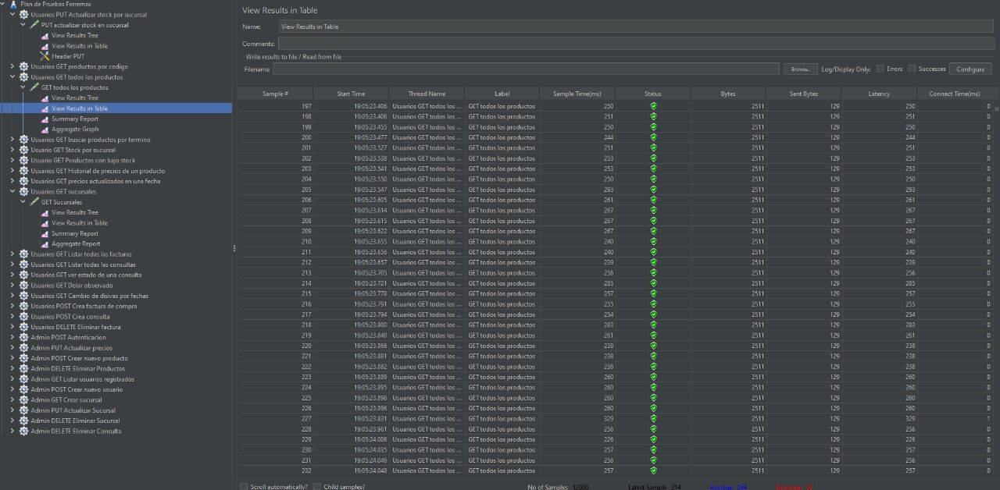 Plan de Pruebas Ferremax
Usuarios PUT Actualizar stock por sucursal
PUT actualizar stock en sucursal
View Results Tree
View Results in Table
Header PUT
Usuarios GET productos por codigo
Usuarios GET todos los productos
GET todos los productos
View Results Tree
View Results in Table
Summary Report
Aggregate Graph
Usuarios GET buscar productos por termino
Usuario GET Stock por sucursal
Usuario GET Productos con bajo stock
Usuarios GET Historial de precios de un producto
Usuarios GET precios actualizados en una fecha
Usuarios GET sucursales
GET Sucursales
View Results Tree
View Results in Table
Summary Report
Aggregate Report
Usuarios GET Listar todas las facturas
Usuarios GET Listar todas las consultas
Usuarios GET ver estado de una consulta
Usuarios GET Dolar observado
Usuarios GET Cambio de disivas por fechas
Usuarios POST Crea factura de compra
Usuarios POST Crea consulta
Usuarios DELETE Eliminar factura
Admin POST Autenticacion
Admin PUT Actualizar precios
Admin POST Crear nuevo producto
Admin DELETE Eliminar Productos
Admin GET Listar usuarios registrados
Admin POST Crear nuevo usuario
Admin GET Crear sucursal
Admin PUT Actualizar Sucursal
Admin DELETE Eliminar Sucursal
Admin DELETE Eliminar Consulta
View Results in Table
Name: View Results in Table
Comments:
Write results to file / Read from file
Filename Browse... Log/Display Only: Errors Successes Configure
Sample # Start Time Thread Name Label Sample Time(ms) Status Bytes Sent Bytes Latency Connect Time(ms)
197 19:05:23.406 Usuarios GET todos los ... GET todos los productos 250 2511 129 250 0
198 19:05:23.406 Usuarios GET todos los ... GET todos los productos 251 2511 129 251 0
199 19:05:23.455 Usuarios GET todos los ... GET todos los productos 250 2511 129 250 0
200 19:05:23.477 Usuarios GET todos los ... GET todos los productos 244 2511 129 244 0
201 19:05:23.527 Usuarios GET todos los ... GET todos los productos 251 2511 129 251 0
202 19:05:23.538 Usuarios GET todos los ... GET todos los productos 253 2511 129 253 0
203 19:05:23.541 Usuarios GET todos los ... GET todos los productos 253 2511 129 253 0
204 19:05:23.550 Usuarios GET todos los ... GET todos los productos 250 2511 129 250 0
205 19:05:23.547 Usuarios GET todos los ... GET todos los productos 293 2511 129 293 0
206 19:05:23.605 Usuarios GET todos los ... GET todos los productos 261 2511 129 261 0
207 19:05:23.614 Usuarios GET todos los ... GET todos los productos 267 2511 129 267 0
208 19:05:23.615 Usuarios GET todos los ... GET todos los productos 267 2511 129 267 0
209 19:05:23.622 Usuarios GET todos los ... GET todos los productos 267 2511 129 267 0
210 19:05:23.655 Usuarios GET todos los ... GET todos los productos 240 2511 129 240 0
211 19:05:23.656 Usuarios GET todos los ... GET todos los productos 240 2511 129 240 0
212 19:05:23.657 Usuarios GET todos los ... GET todos los productos 239 2511 129 239 0
213 19:05:23.705 Usuarios GET todos los ... GET todos los productos 256 2511 129 256 0
214 19:05:23.721 Usuarios GET todos los ... GET todos los productos 285 2511 129 285 0
215 19:05:23.778 Usuarios GET todos los ... GET todos los productos 257 2511 129 257 0
216 19:05:23.791 Usuarios GET todos los ... GET todos los productos 255 2511 129 255 0
217 19:05:23.794 Usuarios GET todos los ... GET todos los productos 254 2511 129 254 0
218 19:05:23.800 Usuarios GET todos los ... GET todos los productos 283 2511 129 283 0
219 19:05:23.840 Usuarios GET todos los ... GET todos los productos 261 2511 129 261 0
220 19:05:23.866 Usuarios GET todos los ... GET todos los productos 238 2511 129 238 0
221 19:05:23.881 Usuarios GET todos los ... GET todos los productos 238 2511 129 238 0
222 19:05:23.882 Usuarios GET todos los ... GET todos los productos 238 2511 129 238 0
223 19:05:23.889 Usuarios GET todos los ... GET todos los productos 260 2511 129 260 0
224 19:05:23.895 Usuarios GET todos los ... GET todos los productos 260 2511 129 260 0
225 19:05:23.896 Usuarios GET todos los ... GET todos los productos 260 2511 129 260 0
226 19:05:23.896 Usuarios GET todos los ... GET todos los productos 260 2511 129 260 0
227 19:05:23.831 Usuarios GET todos los ... GET todos los productos 329 2511 129 329 1
228 19:05:23.961 Usuarios GET todos los ... GET todos los productos 256 2511 129 256 0
229 19:05:24.006 Usuarios GET todos los ... GET todos los productos 226 2511 129 226 0
230 19:05:24.035 Usuarios GET todos los ... GET todos los productos 257 2511 129 257 0
231 19:05:24.046 Usuarios GET todos los ... GET todos los productos 256 2511 129 256 0
232 19:05:24.048 Usuarios GET todos los ... GET todos los productos 257 2511 129 257 0
Scroll automatically? Child samples? No of Samples 12000 Latest Sample 214 Average 244 Deviation